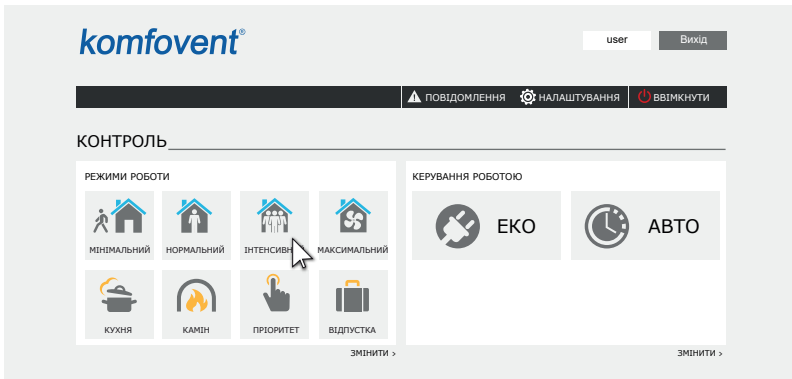 komfovent®
user Вихід
ПОВІДОМЛЕННЯ НАЛАШТУВАННЯ ВВІМКНУТИ
КОНТРОЛЬ
РЕЖИМИ РОБОТИ
МІНІМАЛЬНИЙ НОРМАЛЬНИЙ МАКСИМАЛЬНИЙ
КУХНЯ КАМІН ПРІОРИТЕТ ВІДПУСТКА
ЗМІНИТИ ›
КЕРУВАННЯ РОБОТОЮ
ЕКО АВТО
ЗМІНИТИ ›